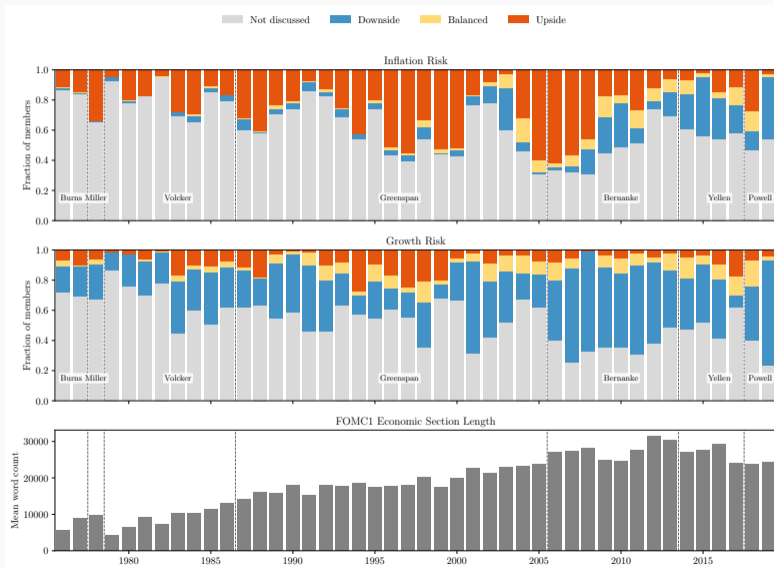 Not discussed Downside Balanced Upside
Inflation Risk
Fraction of members
1.0
0.8
0.6
0.4
0.2
0.0
Burns Miller Volcker Greenspan Bernanke Yellen Powell
Growth Risk
Fraction of members
1.0
0.8
0.6
0.4
0.2
0.0
Burns Miller Volcker Greenspan Bernanke Yellen Powell
FOMC1 Economic Section Length
Mean word count
30000
20000
10000
0
1980 1985 1990 1995 2000 2005 2010 2015